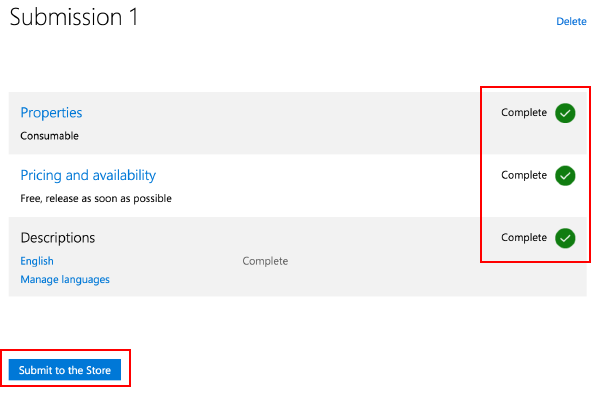 Submission 1
Delete
Properties
Complete
Consumable
Pricing and availability
Complete
Free, release as soon as possible
Descriptions
Complete
English
Complete
Manage languages
Submit to the Store